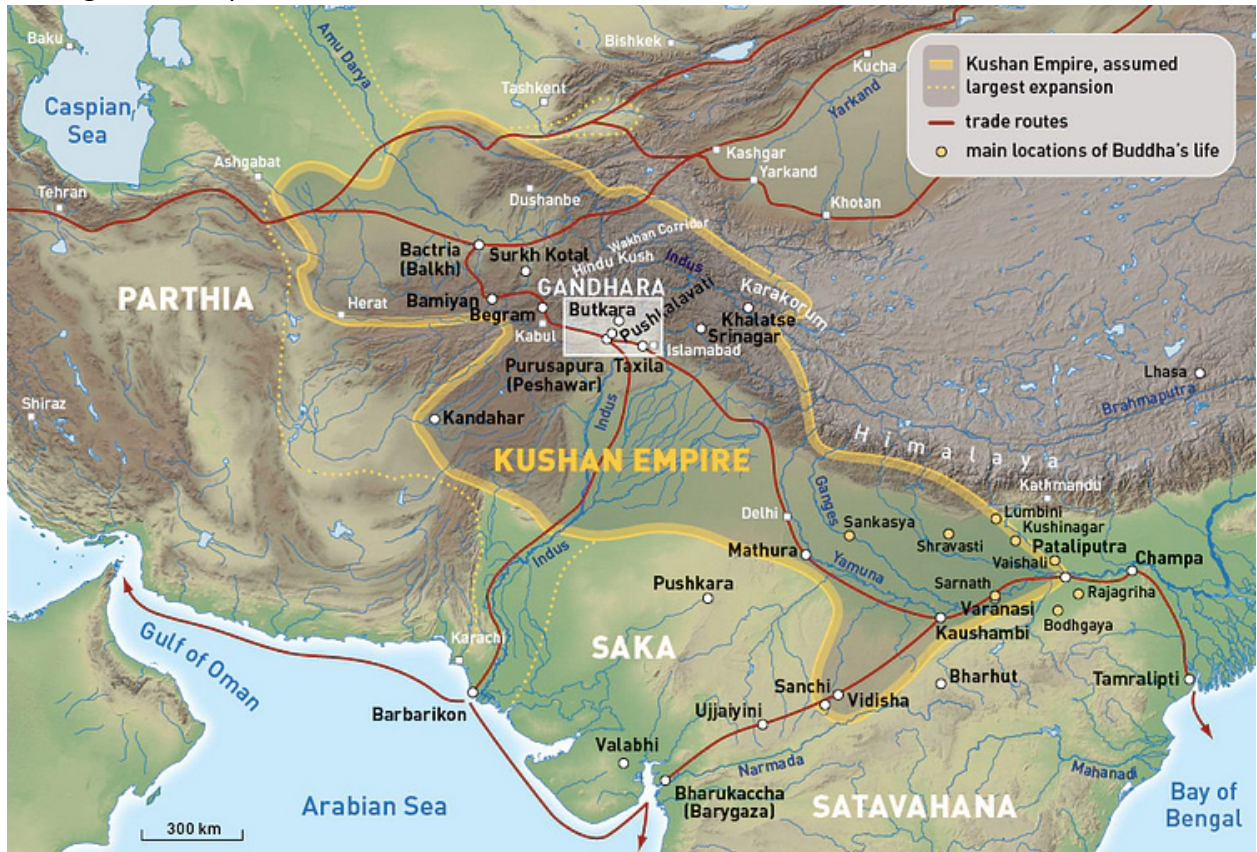 Baku
Caspian
Sea
Amu Darya
Bishkek
Tashkent
Kucha
Yarkand
Kushan Empire, assumed
largest expansion
trade routes
main locations of Buddha's life
Ashgabat
Tehran
Dushanbe
Kashgar
Yarkand
Khotan
Bactria
(Balkh)
Surkh Kotal
Wakhan Corridor
Hindu Kush
Indus
GANDHARA
Karakorum
PARTHIA
Herat
Bamiyan
Begram
Kabul
Butkara
Pushkalavati
Khalatse
Srinagar
Islamabad
Purusapura
(Peshawar)
Taxila
Lhasa
Brahmaputra
Shiraz
Kandahar
Indus
KUSHAN EMPIRE
Himalaya
Kathmandu
Delhi
Ganges
Sankasya
Lumbini
Kushinagar
Shravasti
Mathura
Yamuna
Vaishali
Pataliputra
Champa
Indus
Pushkara
Sarnath
Varanasi
Rajagriha
Kaushambi
Bodhgaya
Gulf of Oman
Karachi
SAKA
Sanchi
Vidisha
Bharhut
Tamralipti
Barbarikon
Ujjaiyini
Valabhi
Narmada
Mahanadi
Arabian Sea
Bharukaccha
(Barygaza)
SATAVAHANA
Bay of
Bengal
300 km